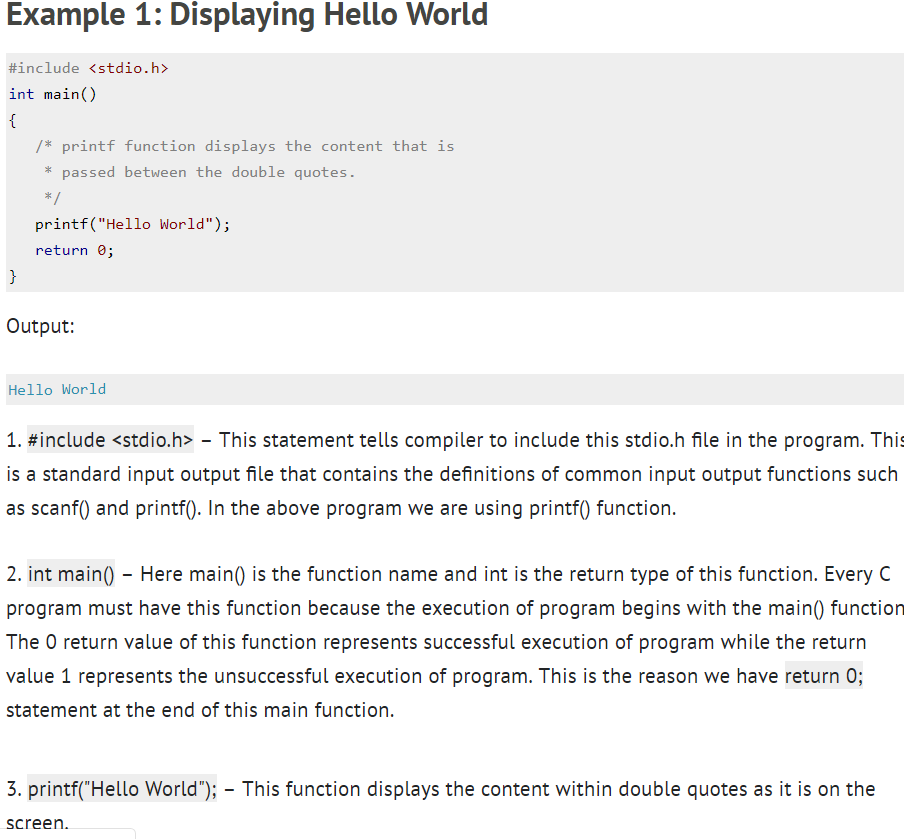 Example 1: Displaying Hello World
#include <stdio.h>
int main()
{
/* printf function displays the content that is
* passed between the double quotes.
*/
printf("Hello World");
return 0;
}
Output:
Hello World
1. #include <stdio.h> – This statement tells compiler to include this stdio.h file in the program. This
is a standard input output file that contains the definitions of common input output functions such
as scanf() and printf(). In the above program we are using printf() function.
2. int main() – Here main() is the function name and int is the return type of this function. Every C
program must have this function because the execution of program begins with the main() function
The 0 return value of this function represents successful execution of program while the return
value 1 represents the unsuccessful execution of program. This is the reason we have return 0;
statement at the end of this main function.
3. printf("Hello World"); – This function displays the content within double quotes as it is on the
screen.